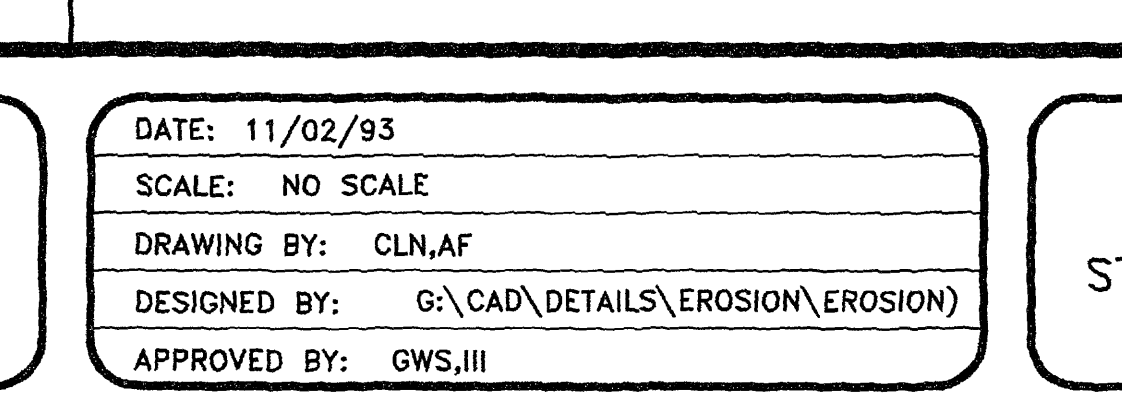 DATE: 11/02/93
SCALE: NO SCALE
DRAWING BY: CLN,AF
DESIGNED BY: G:\CAD\DETAILS\EROSION\EROSION)
APPROVED BY: GWS,III